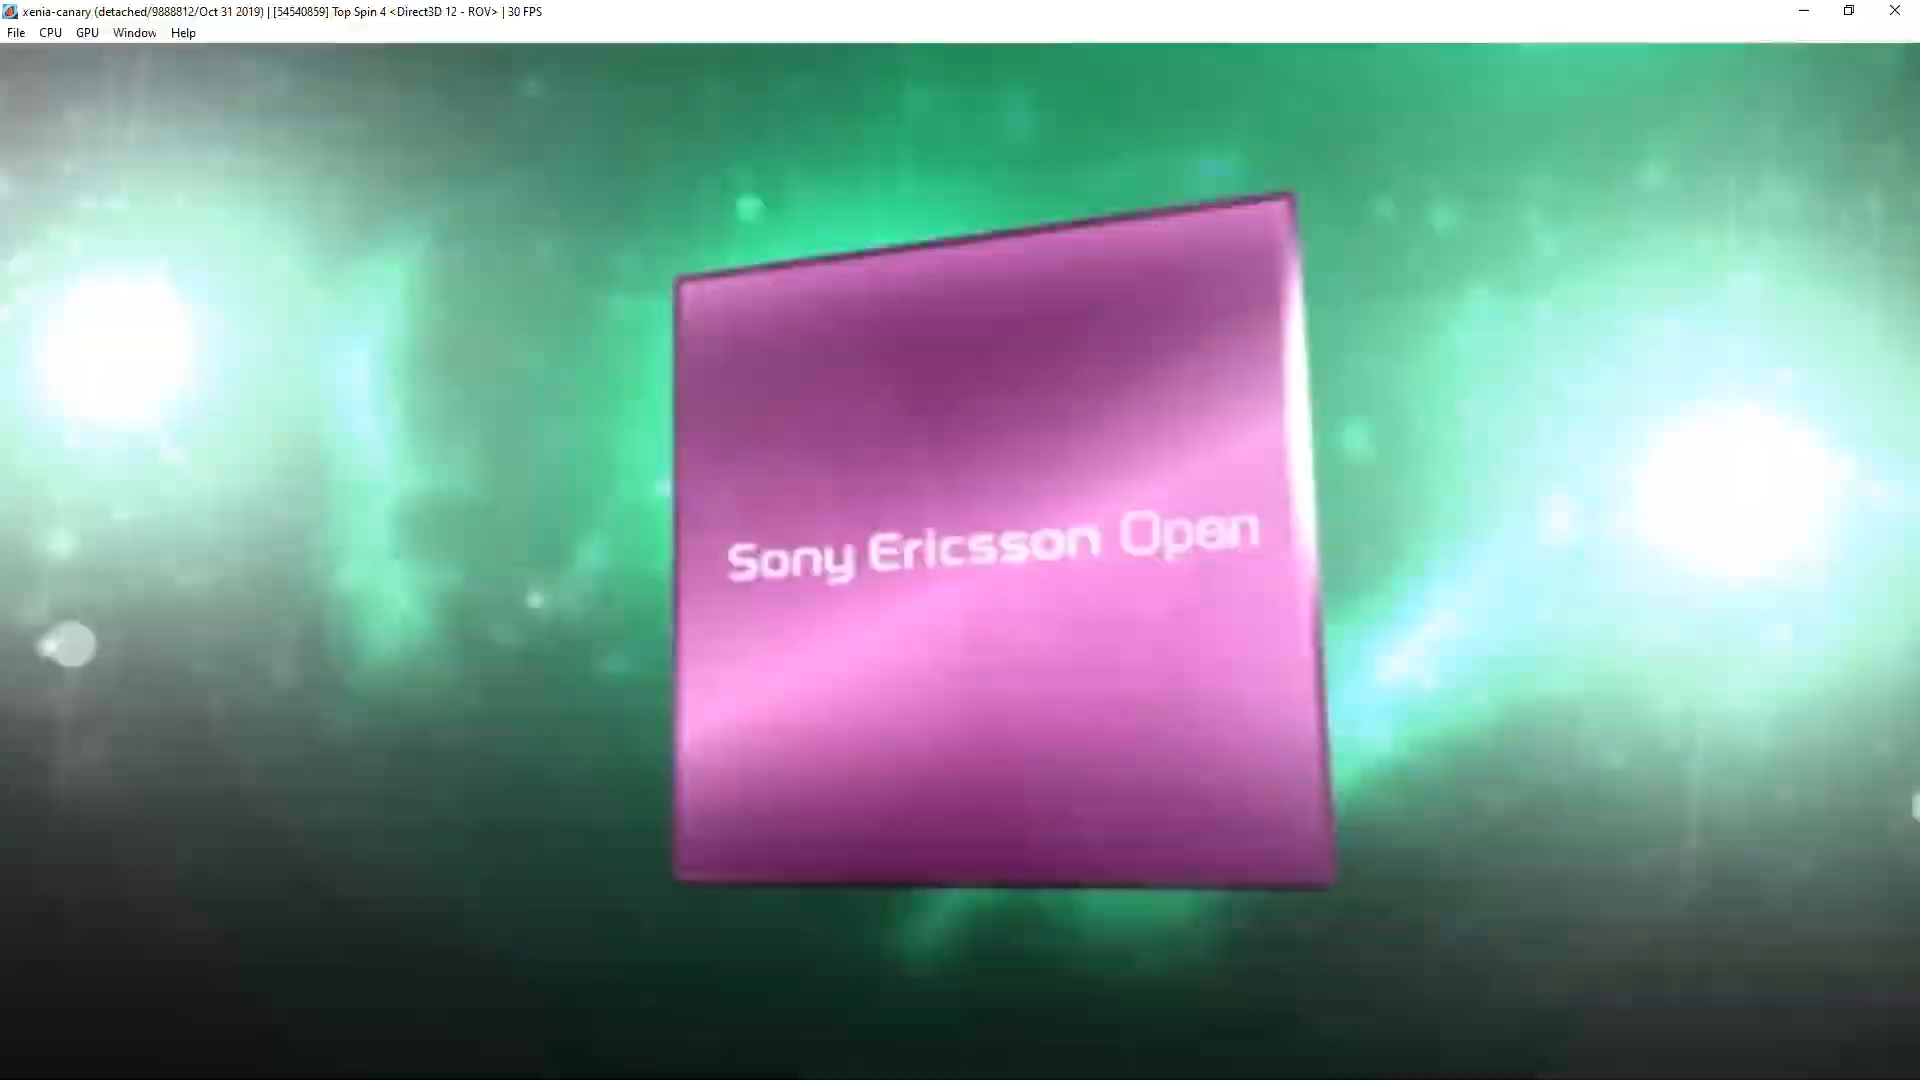 xenia-canary (detached/9888812/Oct 31 2019) | [54540859] Top Spin 4 <Direct3D 12 - ROV> | 30 FPS
File CPU GPU Window Help
Sony Ericsson Open